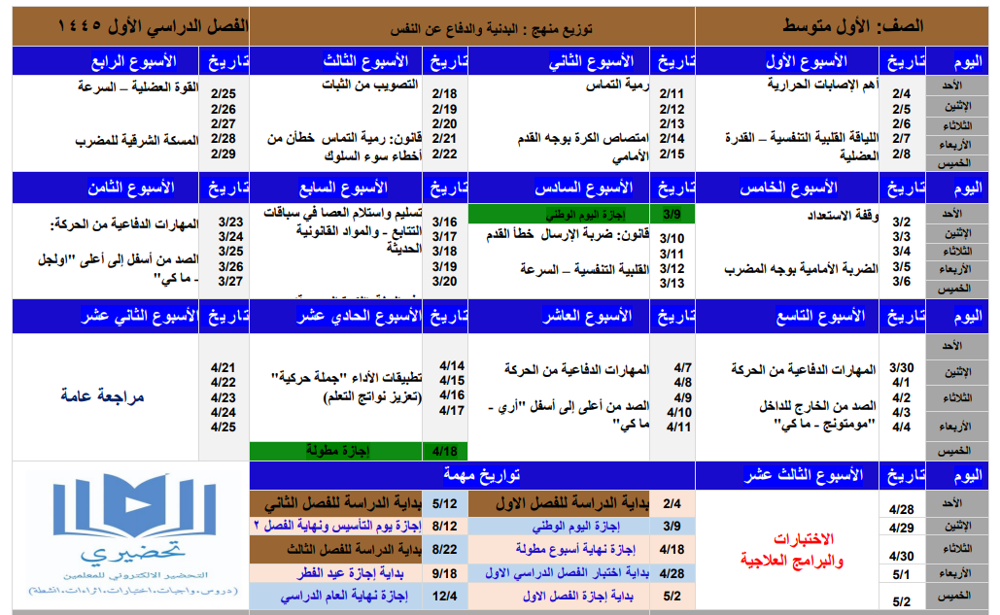 الصف: الأول متوسط
توزيع منهج : البدنية والدفاع عن النفس
الفصل الدراسي الأول ١٤٤٥
اليوم
تاريخ
الأسبوع الأول
تاريخ
الأسبوع الثاني
تاريخ
الأسبوع الثالث
تاريخ
الأسبوع الرابع
الأحد
الإثنين
الثلاثاء
الأربعاء
الخميس
2/4
2/5
2/6
2/7
2/8
أهم الإصابات الحرارية
اللياقة القلبية التنفسية – القدرة
العضلية
2/11
2/12
2/13
2/14
2/15
رمية التماس
امتصاص الكرة بوجه القدم
الأمامي
2/18
2/19
2/20
2/21
2/22
التصويب من الثبات
قانون: رمية التماس خطأن من
أخطاء سوء السلوك
2/25
2/26
2/27
2/28
2/29
القوة العضلية – السرعة
المسكة الشرقية للمضرب
اليوم
تاريخ
الأسبوع الخامس
تاريخ
الأسبوع السادس
تاريخ
الأسبوع السابع
تاريخ
الأسبوع الثامن
الأحد
الإثنين
الثلاثاء
الأربعاء
الخميس
3/2
3/3
3/4
3/5
3/6
وقفة الاستعداد
الضربة الأمامية بوجه المضرب
3/9
إجازة اليوم الوطني
3/10
3/11
3/12
3/13
قانون: ضربة الإرسال خطأ القدم
القلبية التنفسية – السرعة
3/16
3/17
3/18
3/19
3/20
تسليم واستلام العصا في سباقات
التتابع - والمواد القانونية
الحديثة
3/23
3/24
3/25
3/26
3/27
المهارات الدفاعية من الحركة:
الصد من أسفل إلى أعلى "اولجل
- ما كي"
اليوم
تاريخ
الأسبوع التاسع
تاريخ
الأسبوع العاشر
تاريخ
الأسبوع الحادي عشر
تاريخ
الأسبوع الثاني عشر
الأحد
الإثنين
الثلاثاء
الأربعاء
الخميس
3/30
4/1
4/2
4/3
4/4
المهارات الدفاعية من الحركة
الصد من الخارج للداخل
"مومتونج - ما كي"
4/7
4/8
4/9
4/10
4/11
المهارات الدفاعية من الحركة
الصد من أعلى إلى أسفل "أري -
ما كي"
4/14
4/15
4/16
4/17
تطبيقات الأداء "جملة حركية"
(تعزيز نواتج التعلم)
4/18
إجازة مطولة
4/21
4/22
4/23
4/24
4/25
مراجعة عامة
اليوم
تاريخ
الأسبوع الثالث عشر
تواريخ مهمة
الأحد
الإثنين
الثلاثاء
الأربعاء
الخميس
4/28
4/29
4/30
5/1
5/2
الاختبارات
والبرامج العلاجية
2/4 بداية الدراسة للفصل الاول
5/12 بداية الدراسة للفصل الثاني
3/9 إجازة اليوم الوطني
8/12 إجازة يوم التأسيس ونهاية الفصل ٢
4/18 إجازة نهاية أسبوع مطولة
8/22 بداية الدراسة للفصل الثالث
4/28 بداية اختبار الفصل الدراسي الاول
9/18 بداية إجازة عيد الفطر
5/2 بداية إجازة الفصل الاول
12/4 إجازة نهاية العام الدراسي
تحضيري
التحضير الالكتروني للمعلمين
(دروس، واجبات، اختبارات، اثراءات، انشطة)